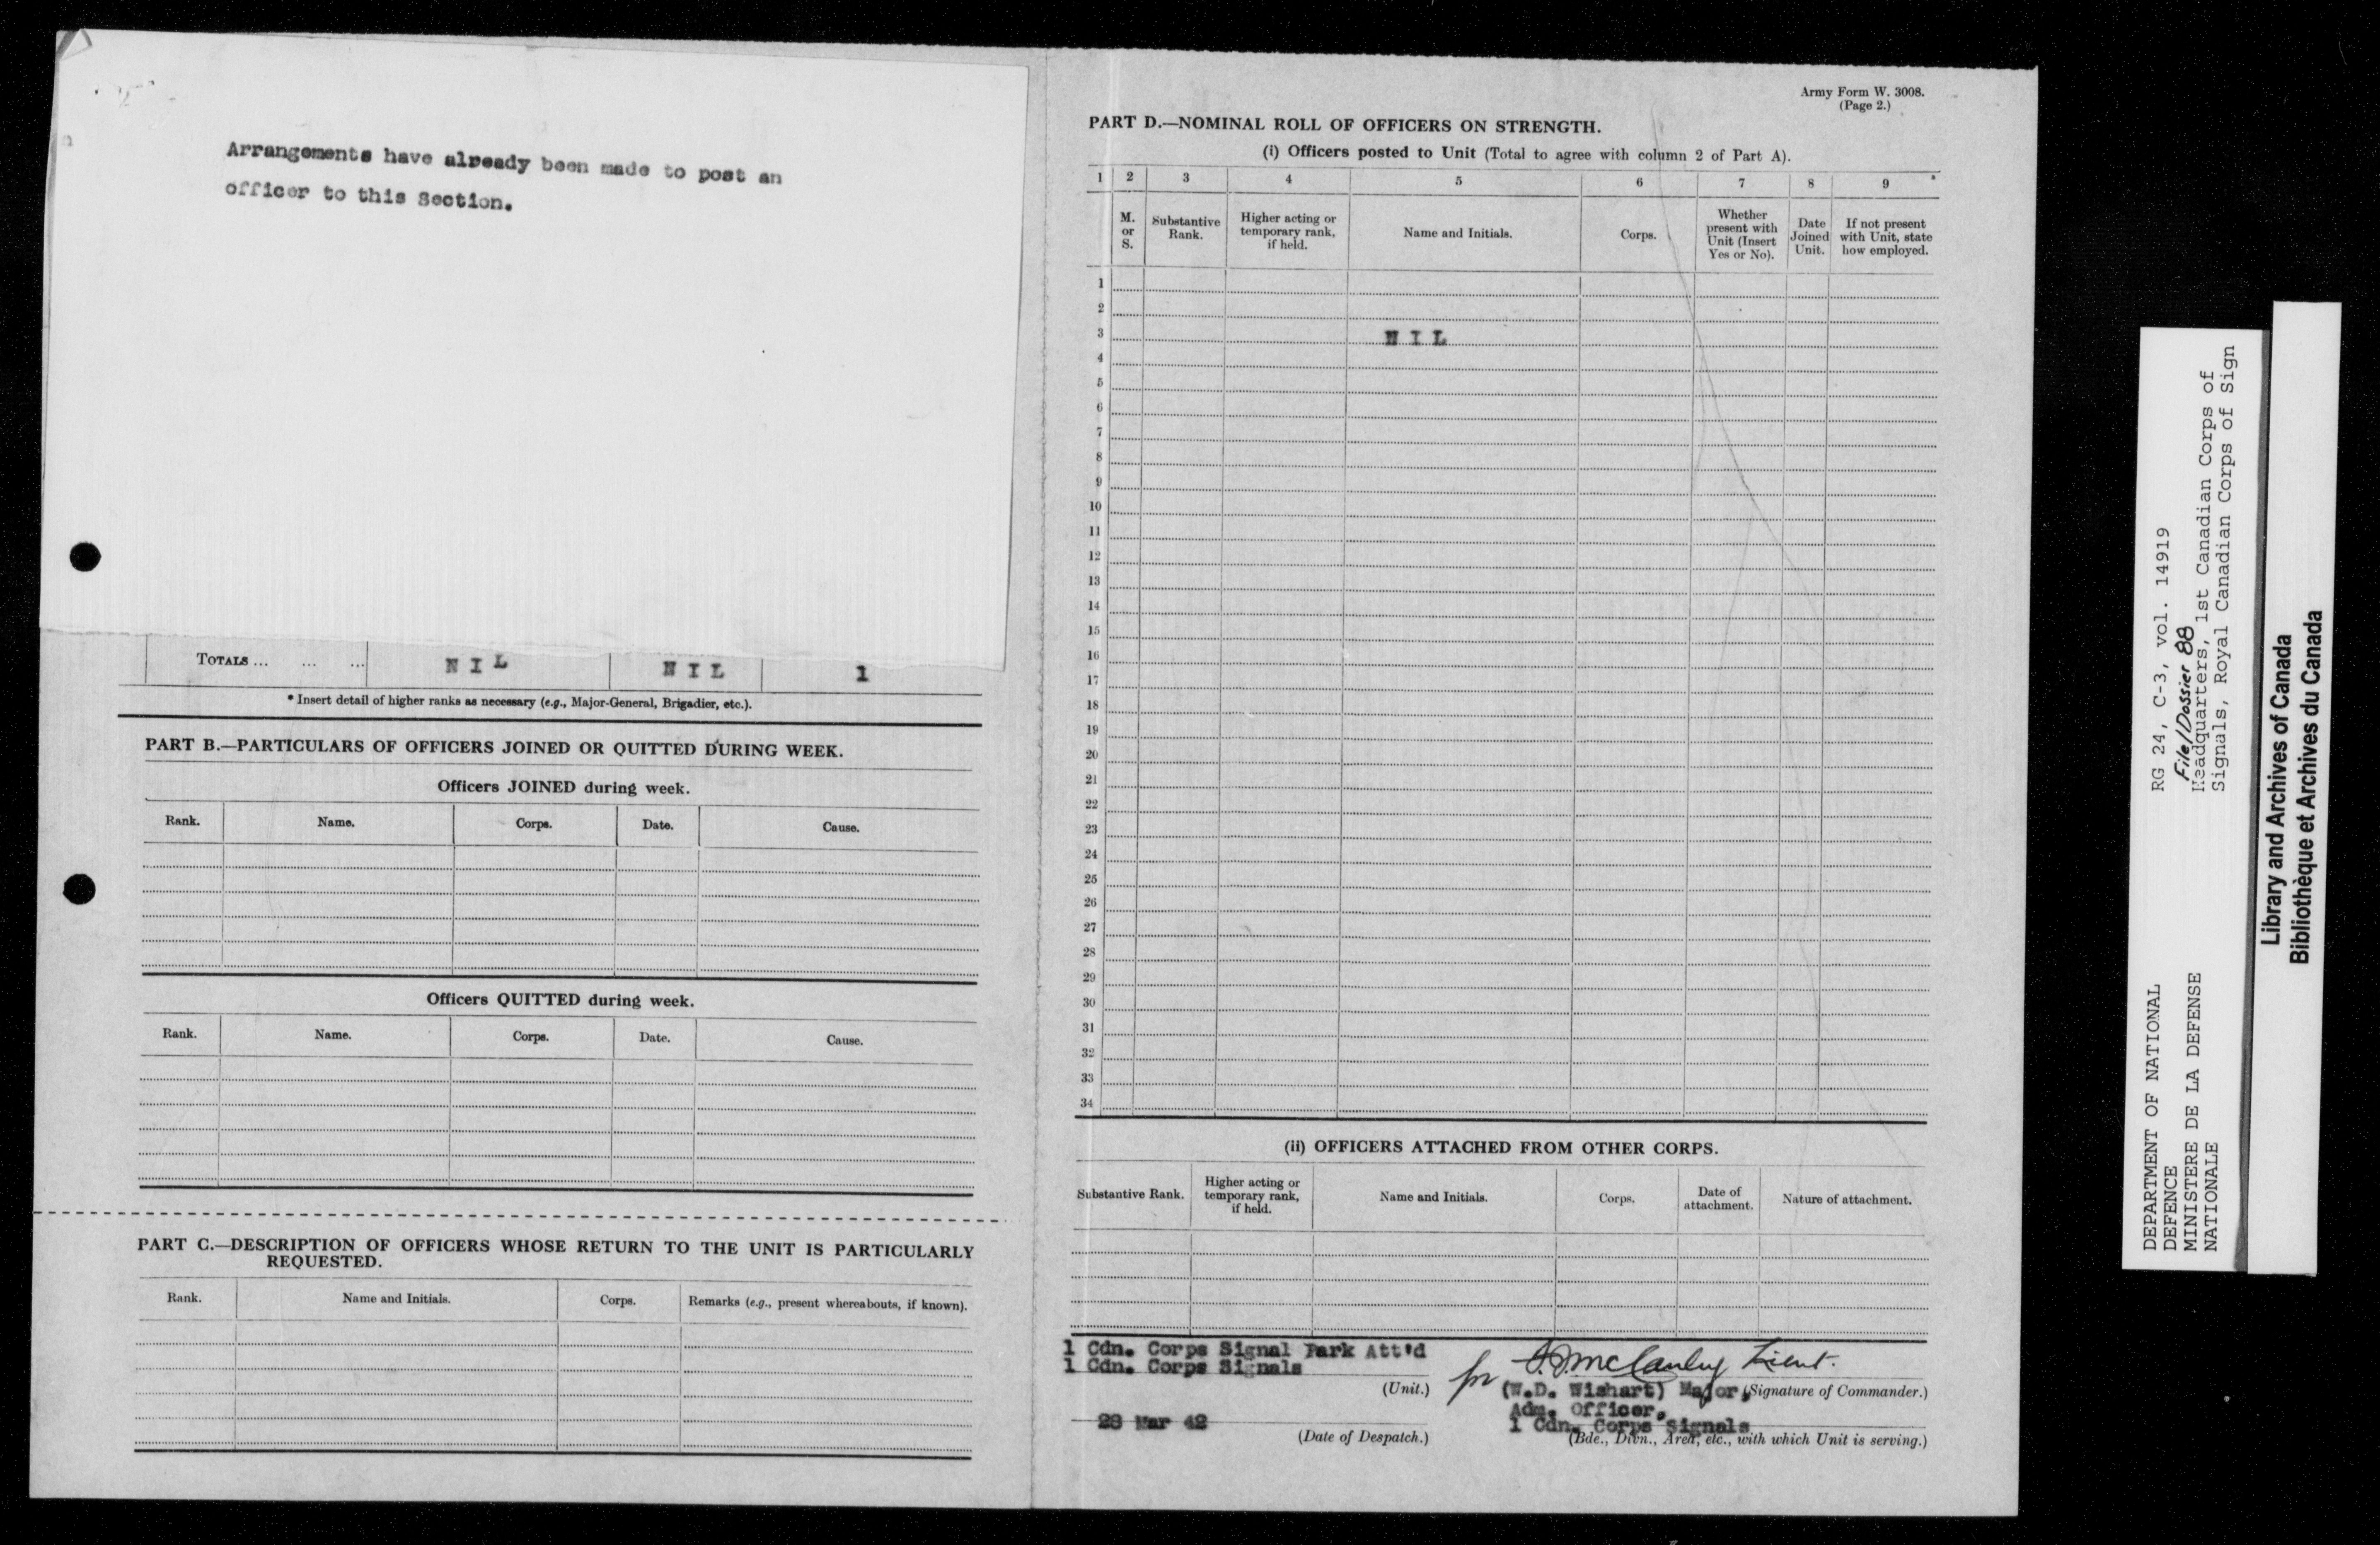 Arrangements have already been made to post an
officer to this Section.
TOTALS ... ... ... NIL NIL 1
* Insert detail of higher ranks as necessary (e.g., Major-General, Brigadier, etc.).
PART B.—PARTICULARS OF OFFICERS JOINED OR QUITTED DURING WEEK.
Officers JOINED during week.
Rank. Name. Corps. Date. Cause.
Officers QUITTED during week.
Rank. Name. Corps. Date. Cause.
PART C.—DESCRIPTION OF OFFICERS WHOSE RETURN TO THE UNIT IS PARTICULARLY
REQUESTED.
Rank. Name and Initials. Corps. Remarks (e.g., present whereabouts, if known).
Army Form W. 3008.
(Page 2.)
PART D.—NOMINAL ROLL OF OFFICERS ON STRENGTH.
(i) Officers posted to Unit (Total to agree with column 2 of Part A).
1 2 3 4 5 6 7 8 9
M. or S. Substantive Rank. Higher acting or temporary rank, if held. Name and Initials. Corps. Whether present with Unit (Insert Yes or No). Date Joined Unit. If not present with Unit, state how employed.
1
2
3 NIL
4
5
6
7
8
9
10
11
12
13
14
15
16
17
18
19
20
21
22
23
24
25
26
27
28
29
30
31
32
33
34
(ii) OFFICERS ATTACHED FROM OTHER CORPS.
Substantive Rank. Higher acting or temporary rank, if held. Name and Initials. Corps. Date of attachment. Nature of attachment.
1 Cdn. Corps Signal Park Att'd
1 Cdn. Corps Signals
(Unit.)
28 Mar 42
(Date of Despatch.)
for Lieut.
(W.D. Wishart) Major, (Signature of Commander.)
Adm. Officer,
1 Cdn. Corps Signals
(Bde., Divn., Area, etc., with which Unit is serving.)
DEPARTMENT OF NATIONAL
DEFENCE
MINISTERE DE LA DEFENSE
NATIONALE
RG 24, C-3, vol. 14919
File/Dossier 88
Headquarters, 1st Canadian Corps of
Signals, Royal Canadian Corps of Sign
Library and Archives of Canada
Bibliothèque et Archives du Canada